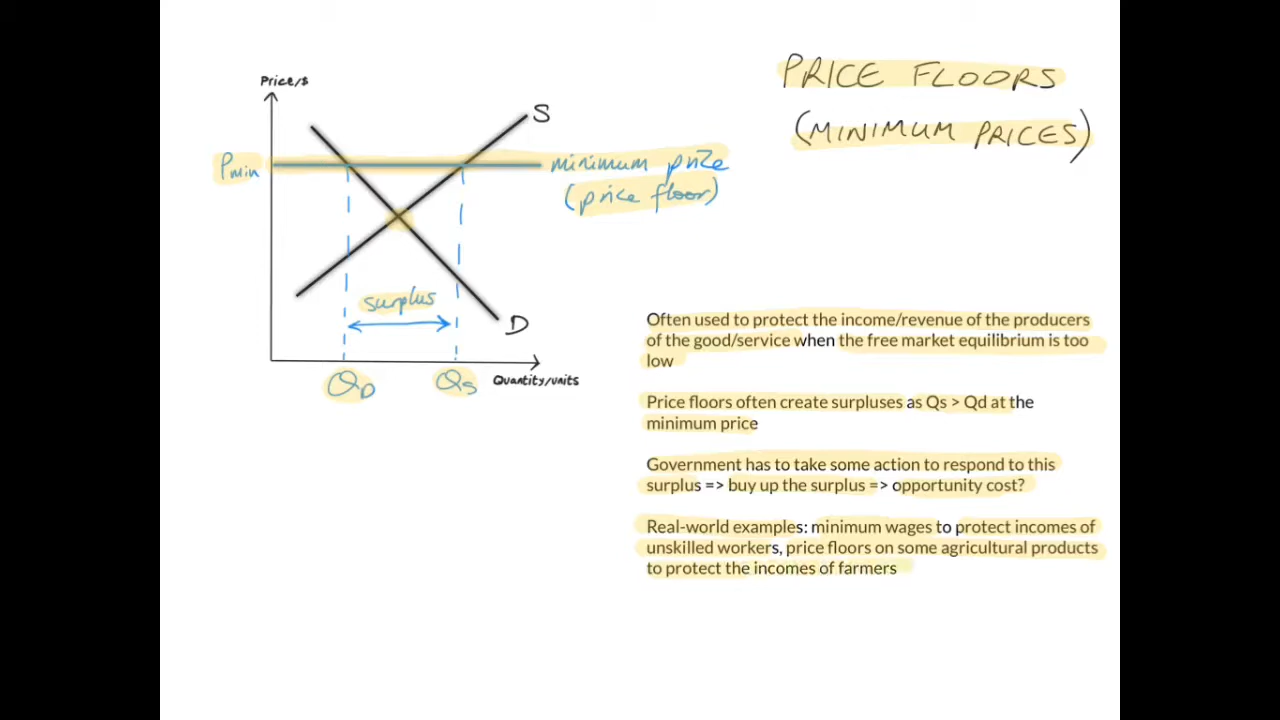 PRICE FLOORS
(MINIMUM PRICES)
Price/$
S
Pmin
minimum price
(price floor)
surplus
D
QD
Qs
Quantity/units
Often used to protect the income/revenue of the producers
of the good/service when the free market equilibrium is too
low
Price floors often create surpluses as Qs > Qd at the
minimum price
Government has to take some action to respond to this
surplus => buy up the surplus => opportunity cost?
Real-world examples: minimum wages to protect incomes of
unskilled workers, price floors on some agricultural products
to protect the incomes of farmers